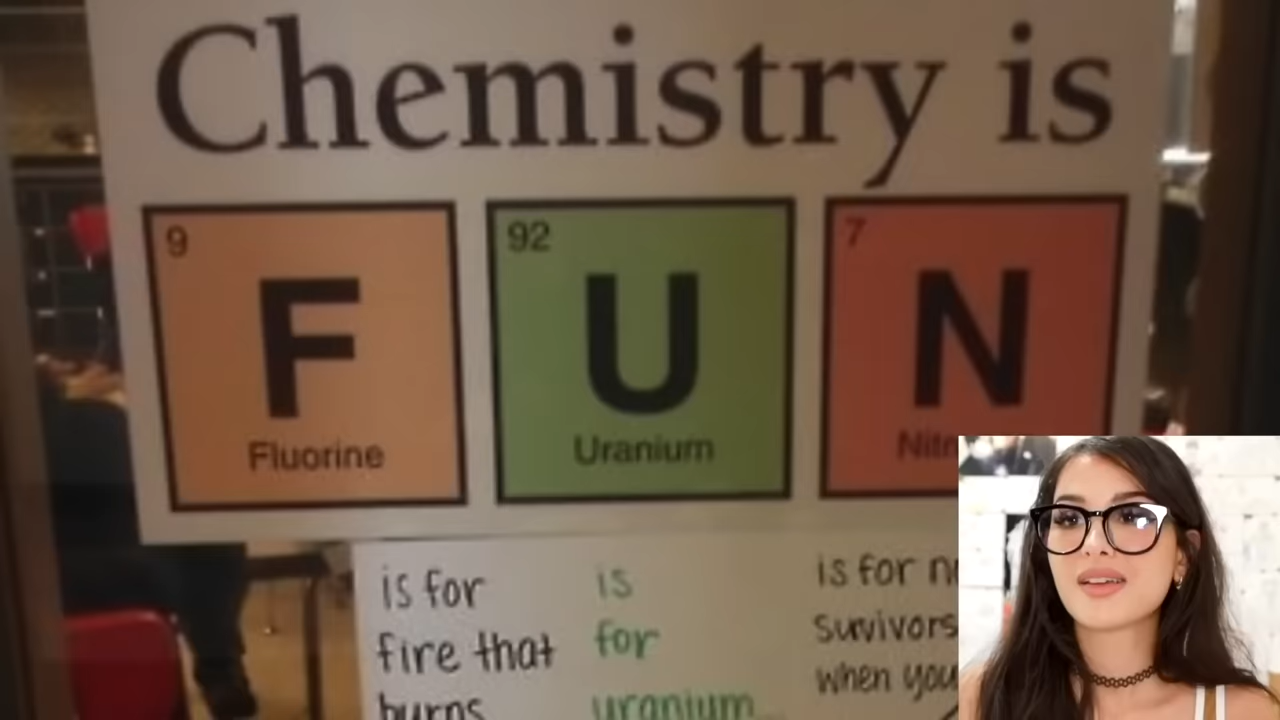 Chemistry is
9 92 7
F U N
Fluorine Uranium
is for is is for
fire that for survivors
burns uranium... when you